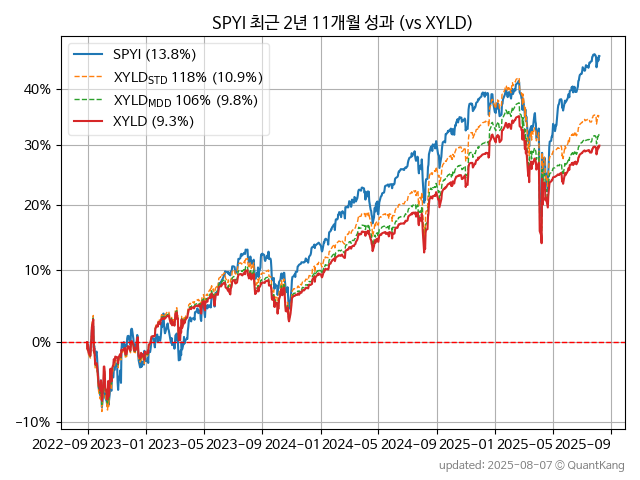 SPYI 최근 2년 11개월 성과 (vs XYLD)
SPYI (13.8%)
XYLD_STD 118% (10.9%)
XYLD_MDD 106% (9.8%)
XYLD (9.3%)
40%
30%
20%
10%
0%
−10%
2022-09 2023-01 2023-05 2023-09 2024-01 2024-05 2024-09 2025-01 2025-05 2025-09
updated: 2025-08-07 © QuantKang